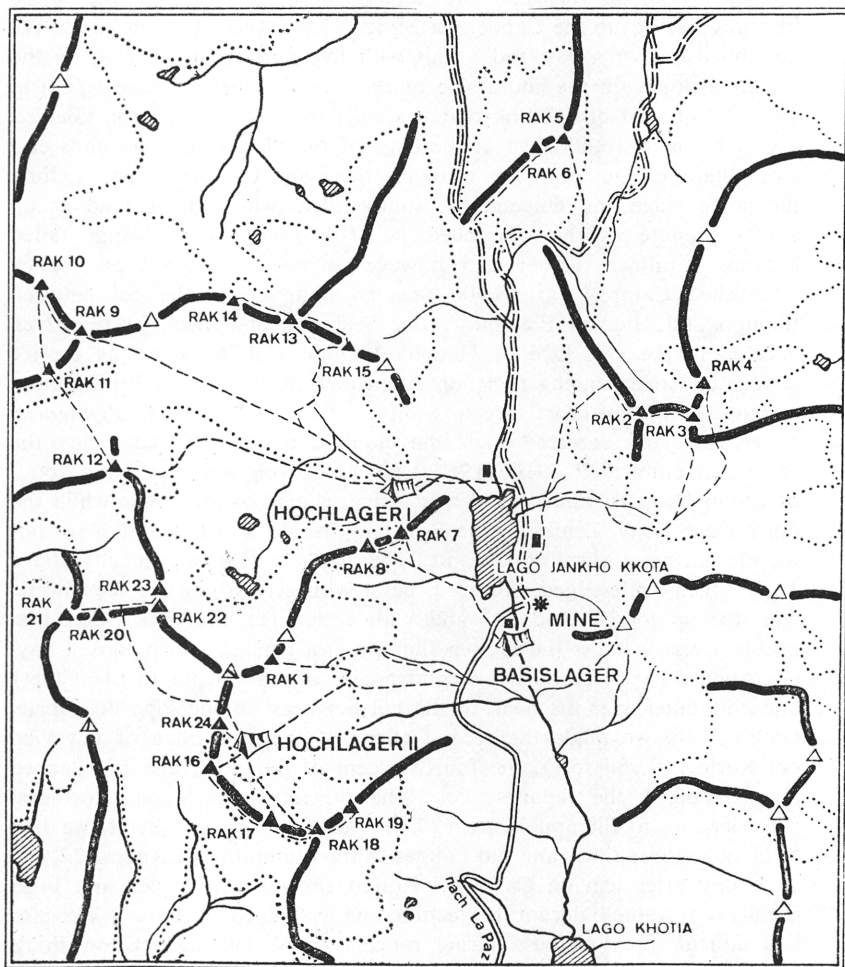 RAK 5
RAK 6
RAK 10
RAK 9
RAK 14
RAK 13
RAK 15
RAK 11
RAK 4
RAK 2
RAK 3
RAK 12
HOCHLAGER I
RAK 7
RAK 8
LAGO JANKHO KKOTA
RAK 23
RAK 21
RAK 20
RAK 22
MINE
RAK 1
BASISLAGER
RAK 24
HOCHLAGER II
RAK 16
RAK 17
RAK 19
RAK 18
nach La Paz
LAGO KHOTIA